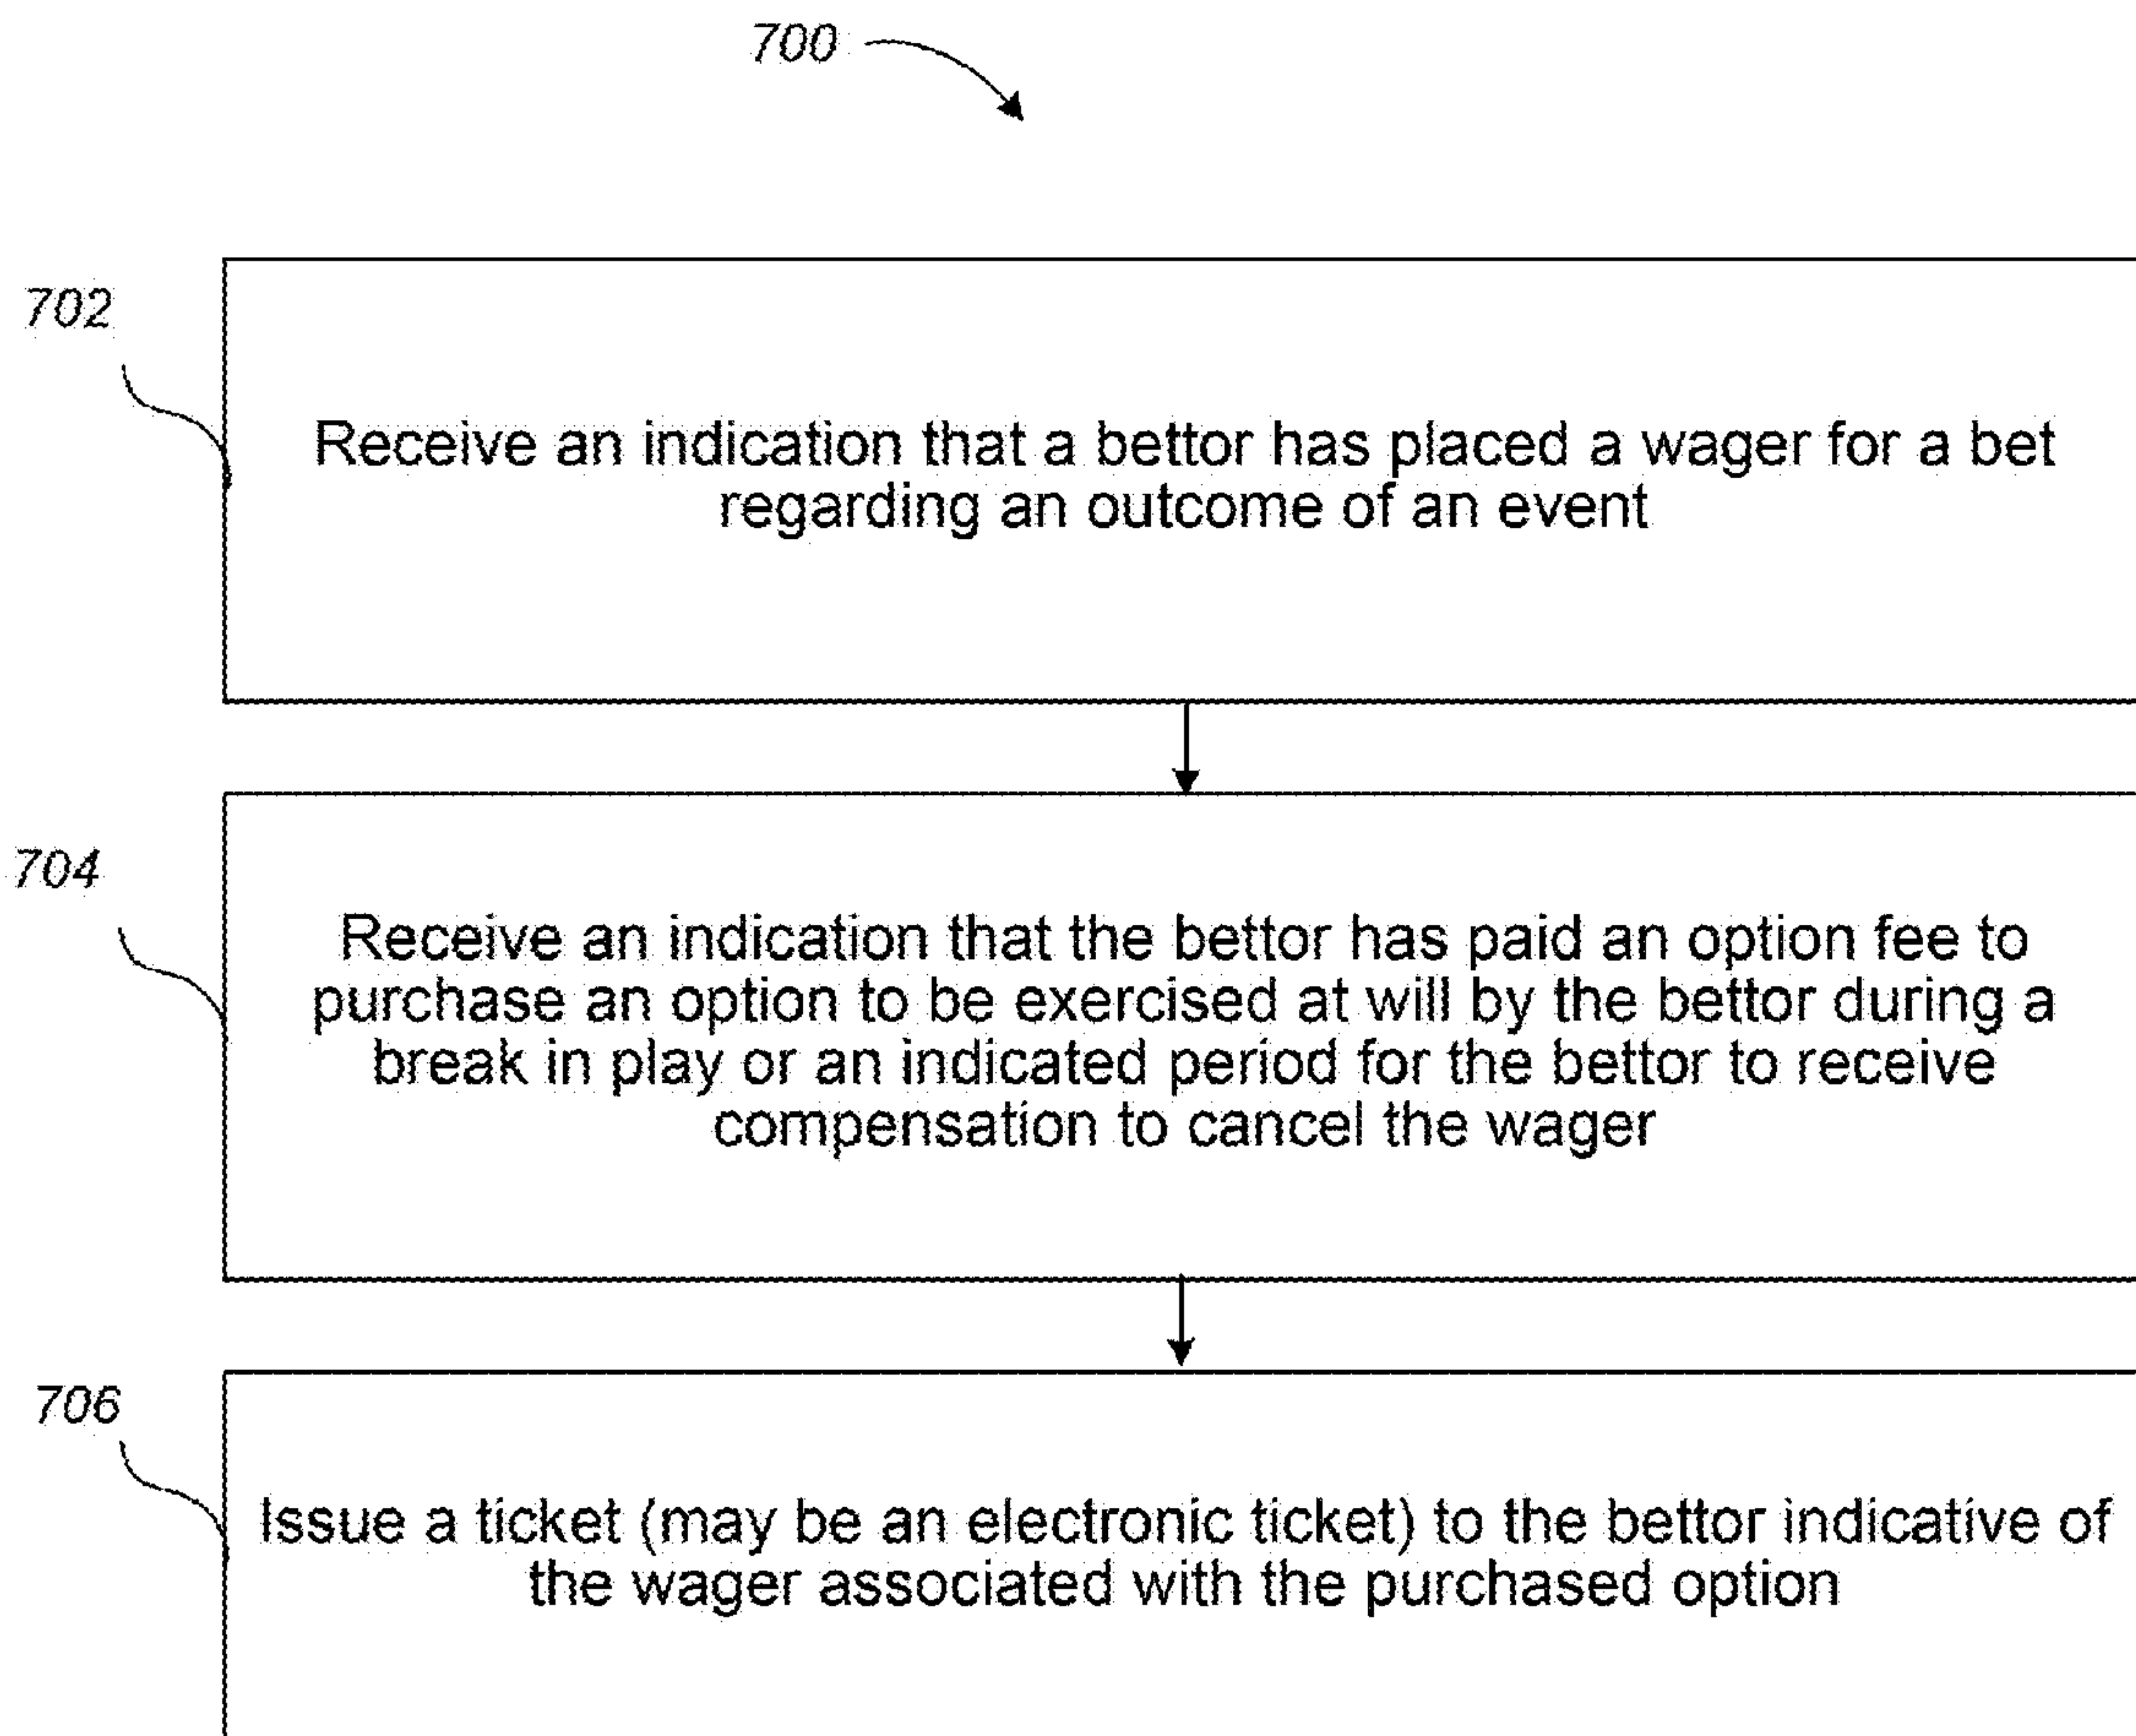 700
702
Receive an indication that a bettor has placed a wager for a bet
regarding an outcome of an event
704
Receive an indication that the bettor has paid an option fee to
purchase an option to be exercised at will by the bettor during a
break in play or an indicated period for the bettor to receive
compensation to cancel the wager
706
Issue a ticket (may be an electronic ticket) to the bettor indicative of
the wager associated with the purchased option